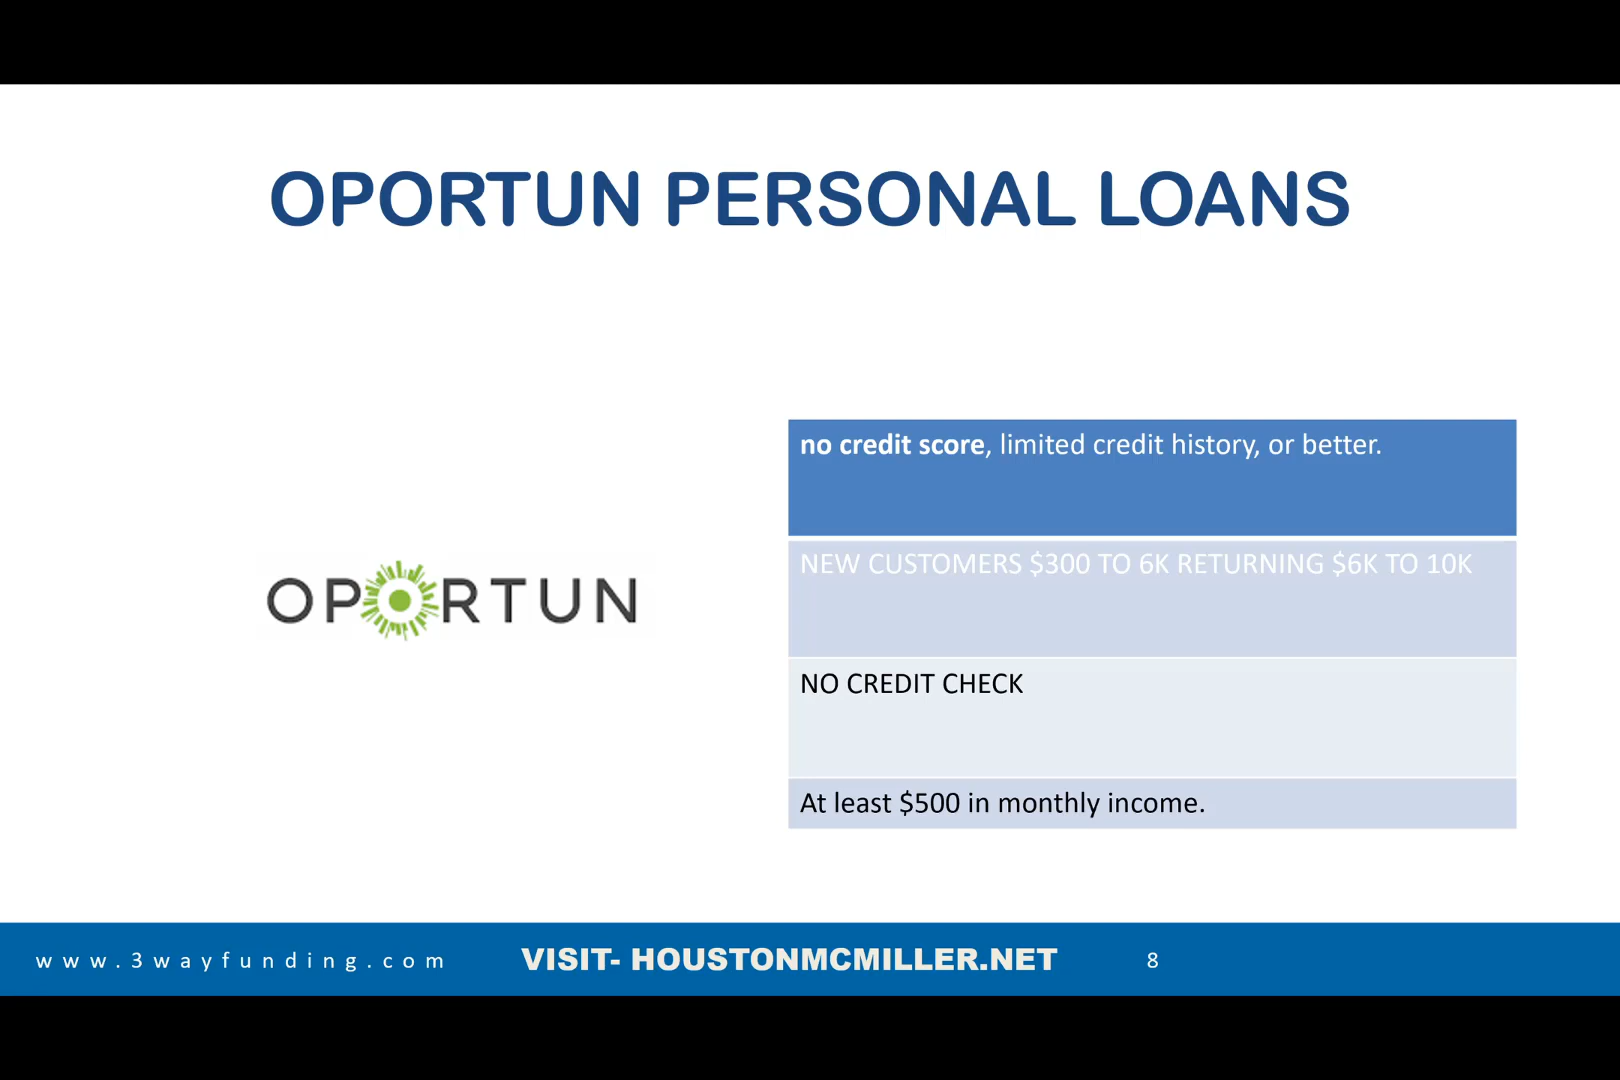 OPORTUN PERSONAL LOANS
OPORTUN
no credit score, limited credit history, or better.
NEW CUSTOMERS $300 TO 6K RETURNING $6K TO 10K
NO CREDIT CHECK
At least $500 in monthly income.
www.3wayfunding.com
VISIT- HOUSTONMCMILLER.NET
8